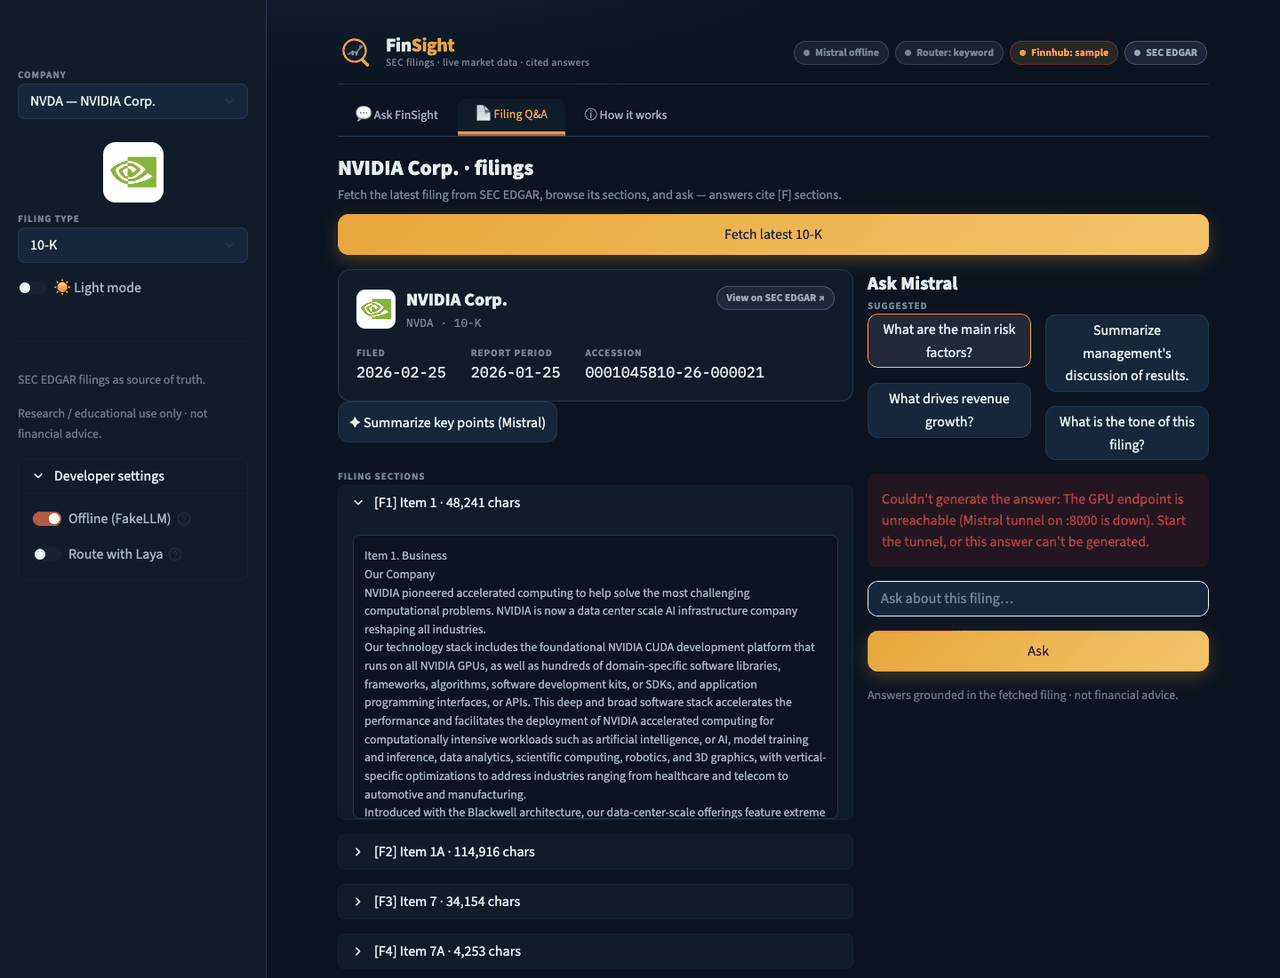 COMPANY
NVDA — NVIDIA Corp.
FILING TYPE
10-K
Light mode
SEC EDGAR filings as source of truth.
Research / educational use only · not
financial advice.
Developer settings
Offline (FakeLLM)
Route with Laya
FinSight
SEC filings · live market data · cited answers
Mistral offline
Router: keyword
Finnhub: sample
SEC EDGAR
Ask FinSight
Filing Q&A
How it works
NVIDIA Corp. · filings
Fetch the latest filing from SEC EDGAR, browse its sections, and ask — answers cite [F] sections.
Fetch latest 10-K
NVIDIA Corp.
NVDA · 10-K
View on SEC EDGAR ↗
FILED
REPORT PERIOD
ACCESSION
2026-02-25
2026-01-25
0001045810-26-000021
✦ Summarize key points (Mistral)
FILING SECTIONS
[F1] Item 1 · 48,241 chars
Item 1. Business
Our Company
NVIDIA pioneered accelerated computing to help solve the most challenging
computational problems. NVIDIA is now a data center scale AI infrastructure company
reshaping all industries.
Our technology stack includes the foundational NVIDIA CUDA development platform that
runs on all NVIDIA GPUs, as well as hundreds of domain-specific software libraries,
frameworks, algorithms, software development kits, or SDKs, and application
programming interfaces, or APIs. This deep and broad software stack accelerates the
performance and facilitates the deployment of NVIDIA accelerated computing for
computationally intensive workloads such as artificial intelligence, or AI, model training
and inference, data analytics, scientific computing, robotics, and 3D graphics, with vertical-
specific optimizations to address industries ranging from healthcare and telecom to
automotive and manufacturing.
Introduced with the Blackwell architecture, our data-center-scale offerings feature extreme
[F2] Item 1A · 114,916 chars
[F3] Item 7 · 34,154 chars
[F4] Item 7A · 4,253 chars
Ask Mistral
SUGGESTED
What are the main risk
factors?
Summarize
management's
discussion of results.
What drives revenue
growth?
What is the tone of this
filing?
Couldn't generate the answer: The GPU endpoint is
unreachable (Mistral tunnel on :8000 is down). Start
the tunnel, or this answer can't be generated.
Ask about this filing…
Ask
Answers grounded in the fetched filing · not financial advice.